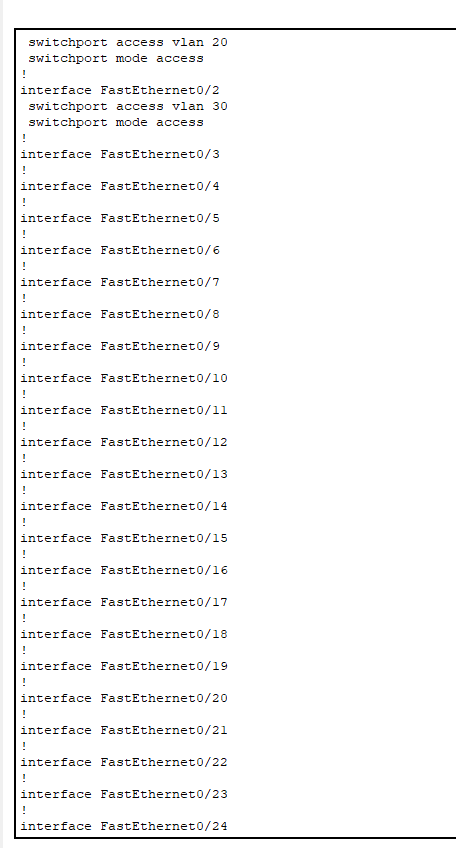 switchport access vlan 20
switchport mode access
!
interface FastEthernet0/2
switchport access vlan 30
switchport mode access
!
interface FastEthernet0/3
!
interface FastEthernet0/4
!
interface FastEthernet0/5
!
interface FastEthernet0/6
!
interface FastEthernet0/7
!
interface FastEthernet0/8
!
interface FastEthernet0/9
!
interface FastEthernet0/10
!
interface FastEthernet0/11
!
interface FastEthernet0/12
!
interface FastEthernet0/13
!
interface FastEthernet0/14
!
interface FastEthernet0/15
!
interface FastEthernet0/16
!
interface FastEthernet0/17
!
interface FastEthernet0/18
!
interface FastEthernet0/19
!
interface FastEthernet0/20
!
interface FastEthernet0/21
!
interface FastEthernet0/22
!
interface FastEthernet0/23
!
interface FastEthernet0/24